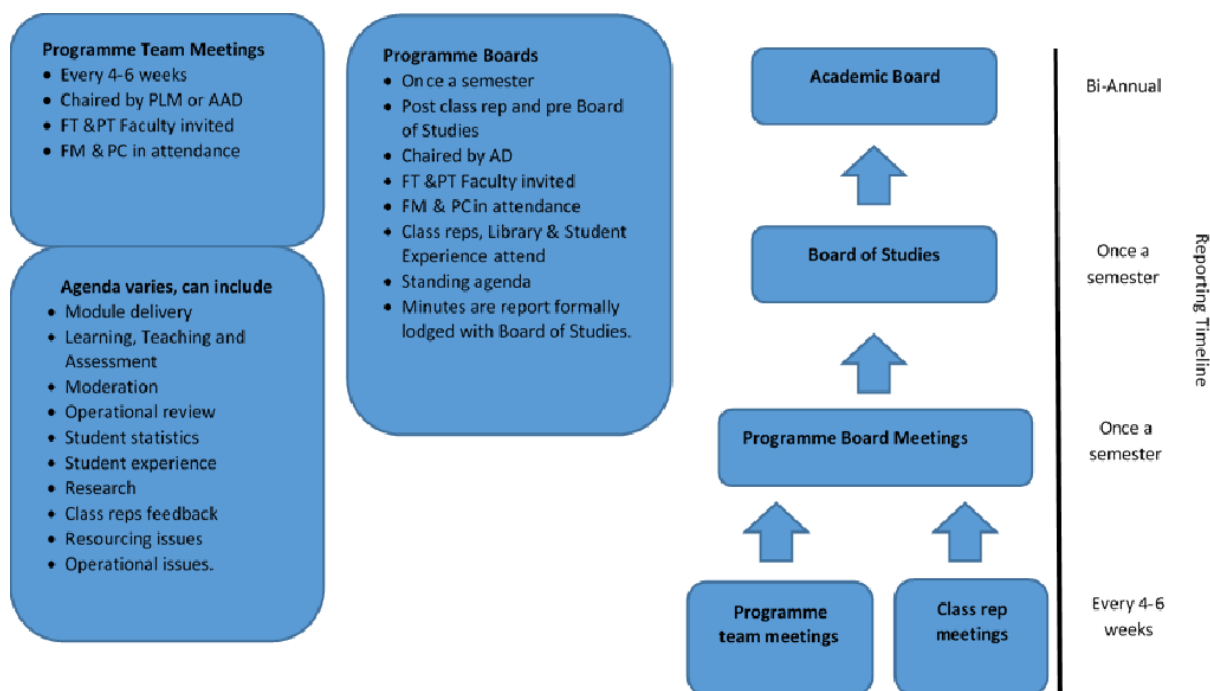 Programme Team Meetings
• Every 4-6 weeks
• Chaired by PLM or AAD
• FT &PT Faculty invited
• FM & PC in attendance
Agenda varies, can include
• Module delivery
• Learning, Teaching and
Assessment
• Moderation
• Operational review
• Student statistics
• Student experience
• Research
• Class reps feedback
• Resourcing issues
• Operational issues.
Programme Boards
• Once a semester
• Post class rep and pre Board
of Studies
• Chaired by AD
• FT &PT Faculty invited
• FM & PC in attendance
• Class reps, Library & Student
Experience attend
• Standing agenda
• Minutes are report formally
lodged with Board of Studies.
Academic Board
Bi-Annual
Board of Studies
Once a
semester
Programme Board Meetings
Once a
semester
Programme
team meetings
Class rep
meetings
Every 4-6
weeks
Reporting Timeline